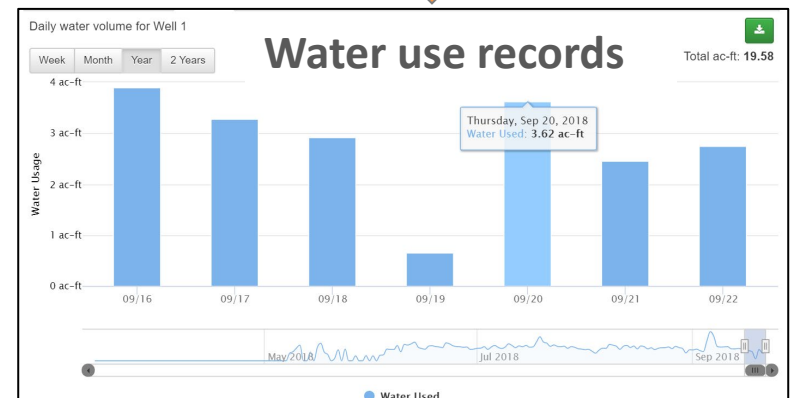 Daily water volume for Well 1
Water use records
Week Month Year 2 Years
Total ac-ft: 19.58
4 ac-ft
3 ac-ft
2 ac-ft
1 ac-ft
0 ac-ft
Water Usage
Thursday, Sep 20, 2018
Water Used: 3.62 ac-ft
09/16 09/17 09/18 09/19 09/20 09/21 09/22
May 2018 Jul 2018 Sep 2018
Water Used